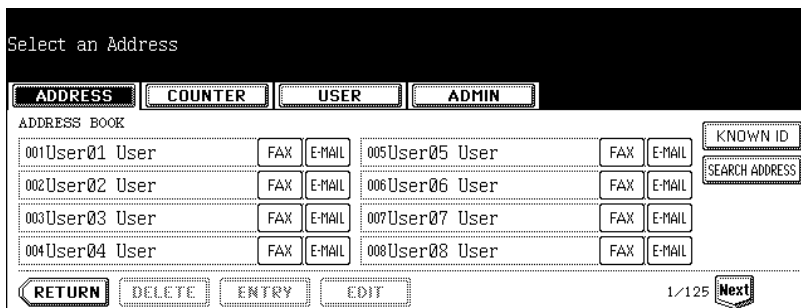 Select an Address
ADDRESS COUNTER USER ADMIN
ADDRESS BOOK
KNOWN ID
001User01 User FAX E-MAIL 005User05 User FAX E-MAIL
SEARCH ADDRESS
002User02 User FAX E-MAIL 006User06 User FAX E-MAIL
003User03 User FAX E-MAIL 007User07 User FAX E-MAIL
004User04 User FAX E-MAIL 008User08 User FAX E-MAIL
RETURN DELETE ENTRY EDIT 1/125 Next